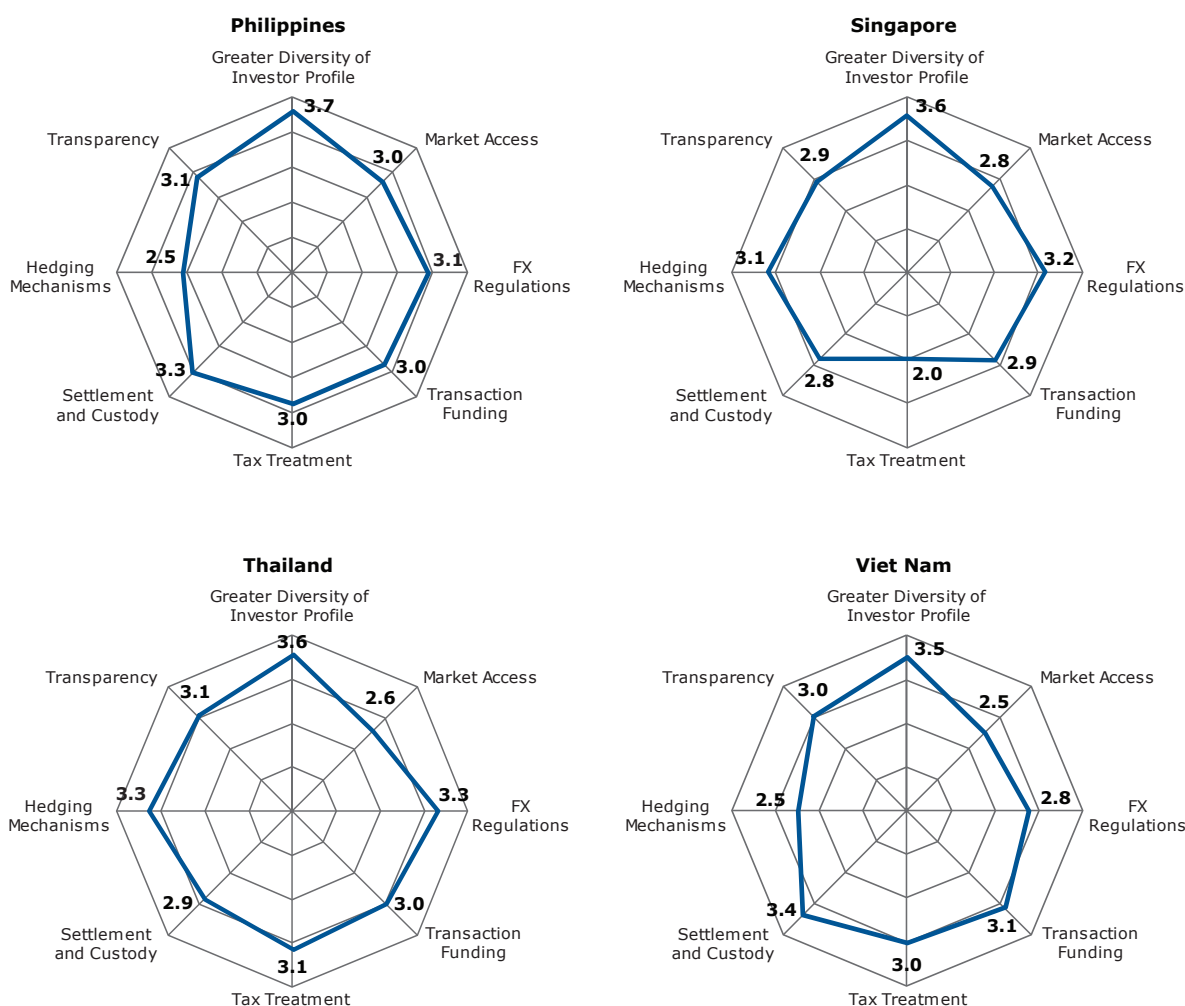 Philippines
Greater Diversity of
Investor Profile
3.7
Transparency
Market Access
3.0
3.1
2.5
3.1
Hedging
Mechanisms
FX
Regulations
3.3
3.0
Settlement
and Custody
3.0
Transaction
Funding
Tax Treatment
Singapore
Greater Diversity of
Investor Profile
3.6
Transparency
Market Access
2.9
2.8
3.1
3.2
Hedging
Mechanisms
FX
Regulations
2.8
2.0
2.9
Settlement
and Custody
Transaction
Funding
Tax Treatment
Thailand
Greater Diversity of
Investor Profile
3.6
Transparency
Market Access
3.1
2.6
3.3
3.3
Hedging
Mechanisms
FX
Regulations
2.9
3.0
Settlement
and Custody
Transaction
Funding
3.1
Tax Treatment
Viet Nam
Greater Diversity of
Investor Profile
3.5
Transparency
Market Access
3.0
2.5
2.5
2.8
Hedging
Mechanisms
FX
Regulations
3.4
3.1
Settlement
and Custody
Transaction
Funding
3.0
Tax Treatment